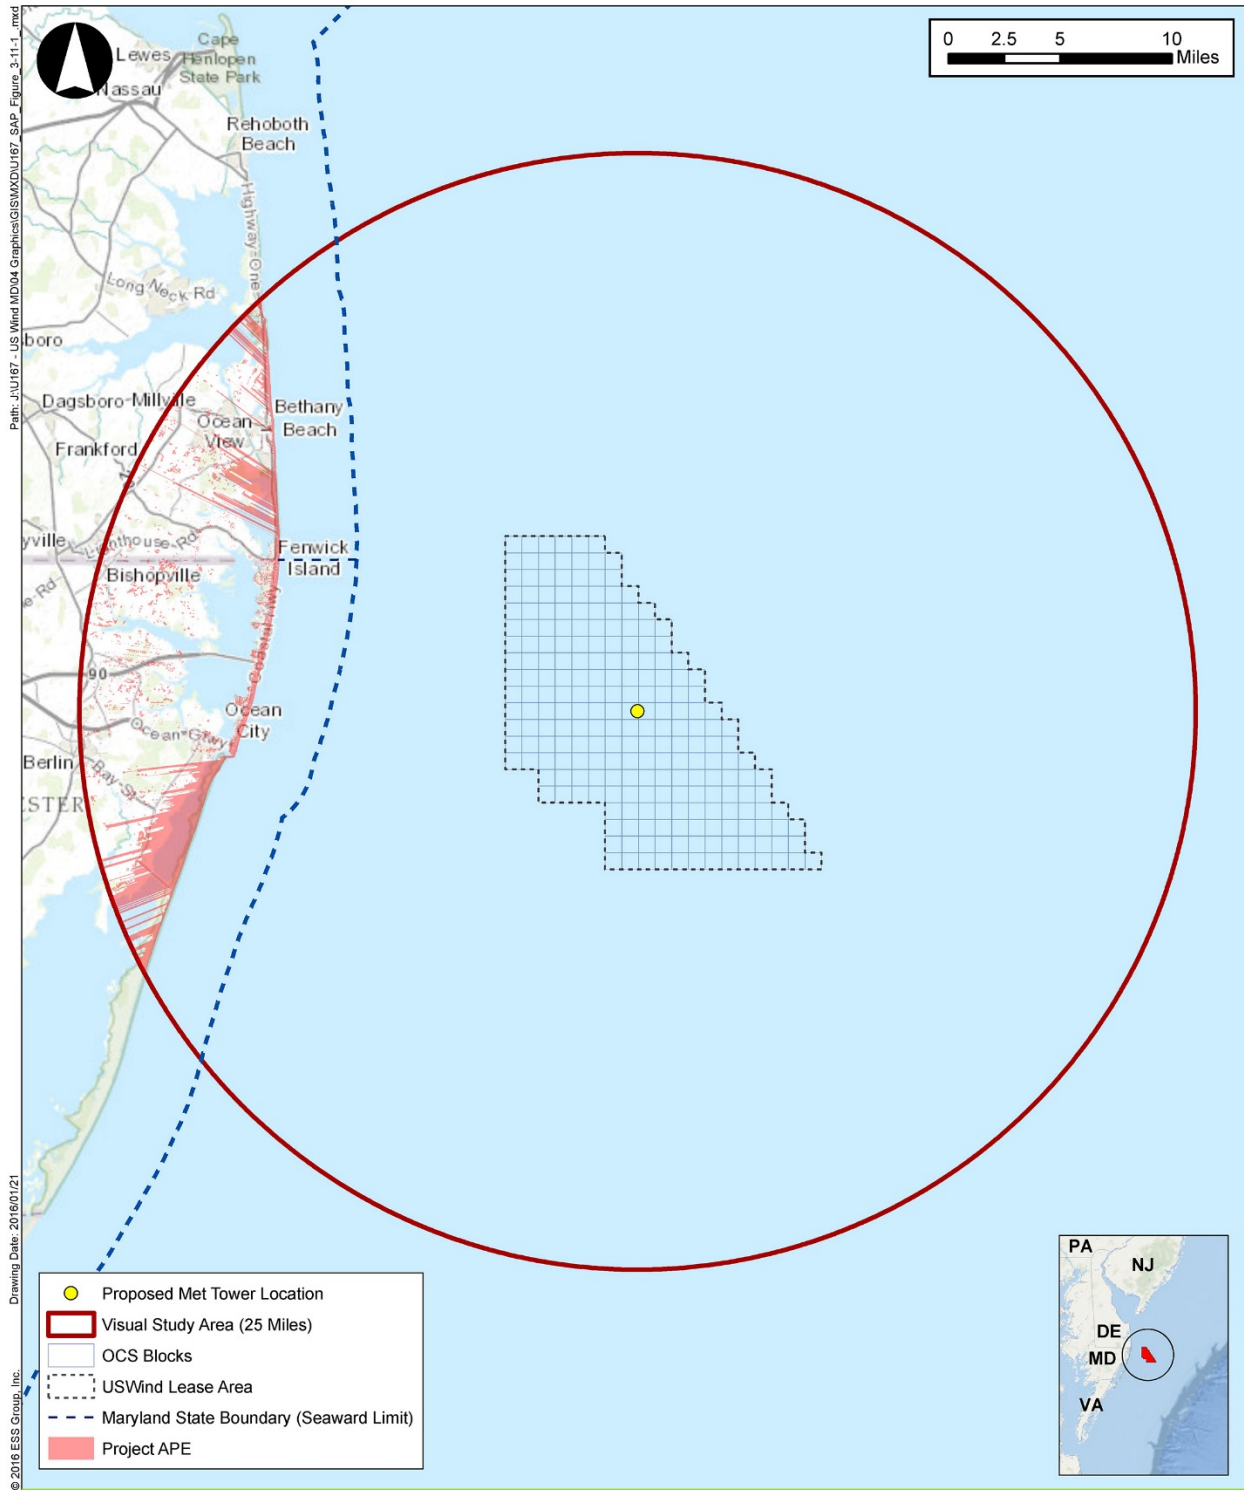 Path: J:\U167 - US Wind MD\04 Graphics\GIS\MXD\U167_SAP_Figure_3-11-1_.mxd
Drawing Date: 2016/01/21
© 2016 ESS Group, Inc.
0 2.5 5 10
Miles
Cape
Henlopen
State Park
Lewes
Nassau
Rehoboth
Beach
Highway-One
Long Neck Rd
boro
Dagsboro
Millville
Bethany
Beach
Ocean
View
Frankford
yville
Lighthouse-Rd
Fenwick
Island
Bishopville
e-Rd
Coastal-Hwy
90
Ocean
City
Ocean-Gtwy
Berlin
Bay-St
ESTER
Proposed Met Tower Location
Visual Study Area (25 Miles)
OCS Blocks
USWind Lease Area
Maryland State Boundary (Seaward Limit)
Project APE
PA
NJ
DE
MD
VA